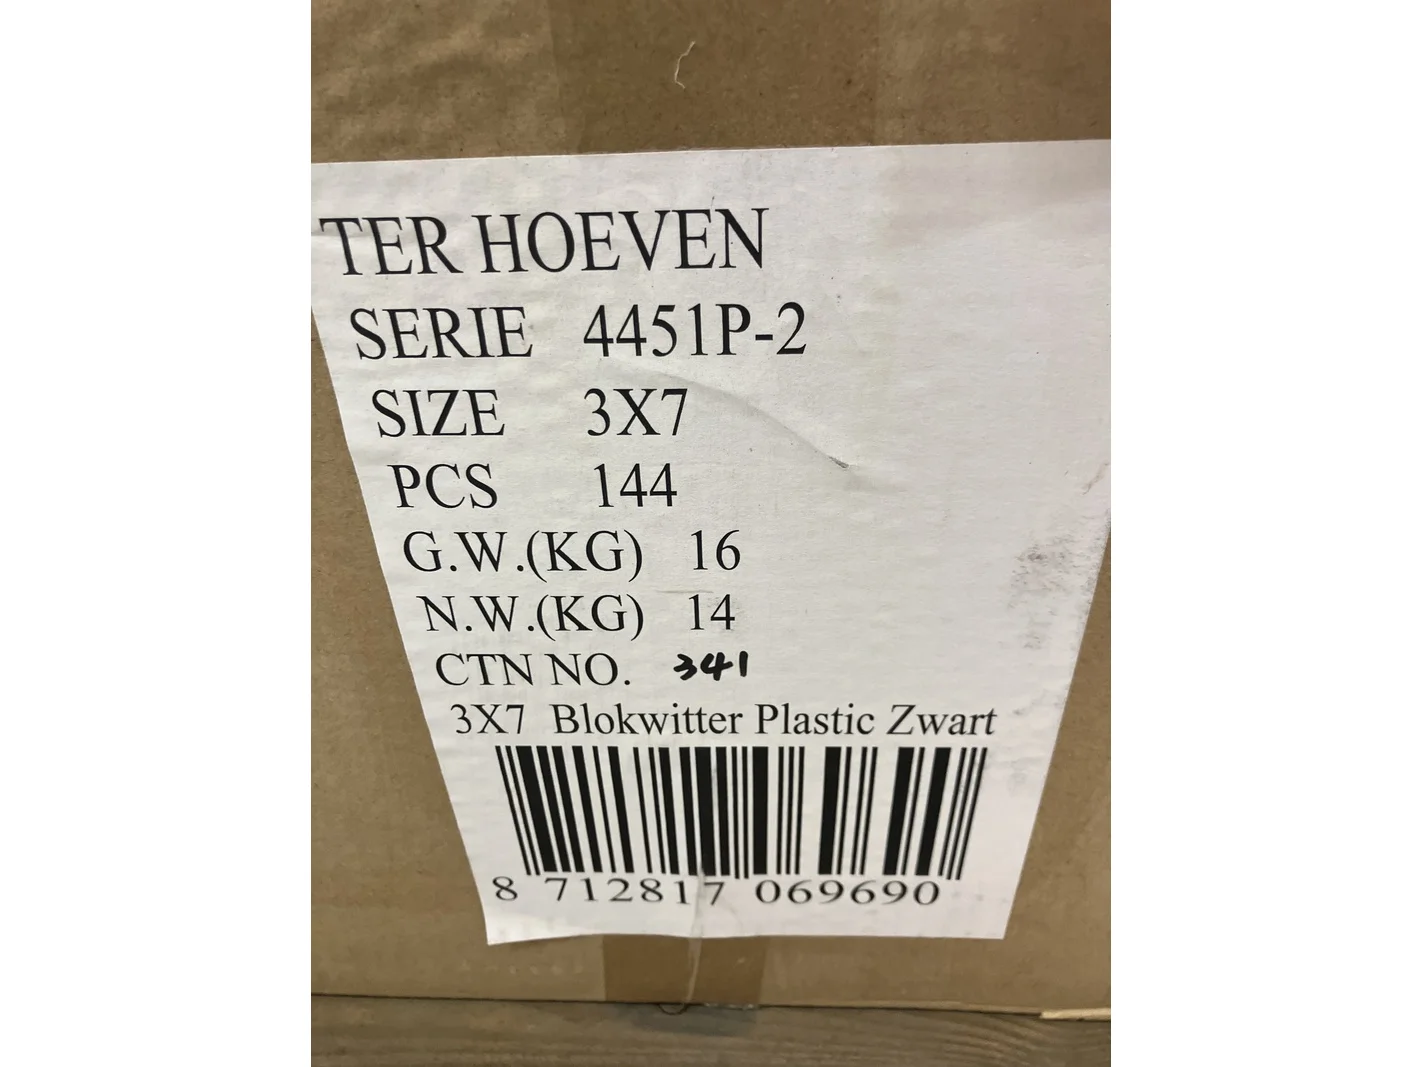 TER HOEVEN
SERIE 4451P-2
SIZE 3X7
PCS 144
G.W.(KG) 16
N.W.(KG) 14
CTN NO. 341
3X7 Blokwitter Plastic Zwart
8 712817 069690